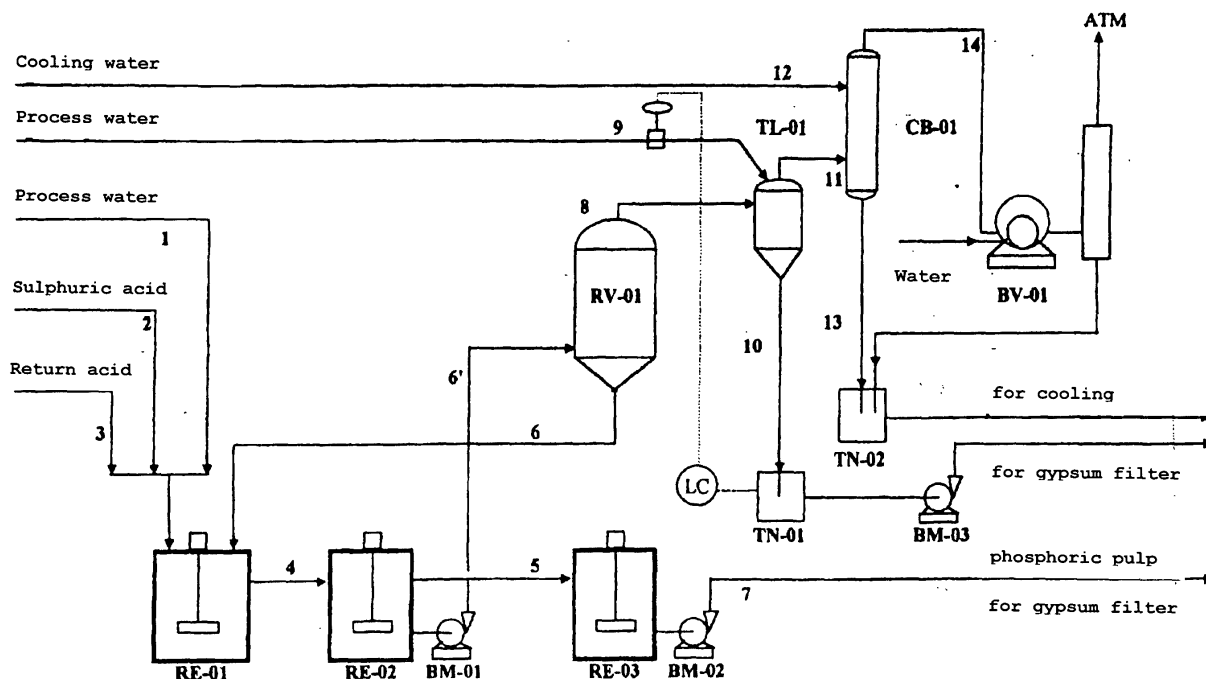 ATM
14
Cooling water
12
Process water
9
TL-01
CB-01
11
Process water
1
8
Sulphuric acid
2
RV-01
Water
BV-01
13
10
Return acid
3
6'
6
for cooling
TN-02
for gypsum filter
LC
TN-01
BM-03
phosphoric pulp
4
5
7
for gypsum filter
RE-01
RE-02
BM-01
RE-03
BM-02